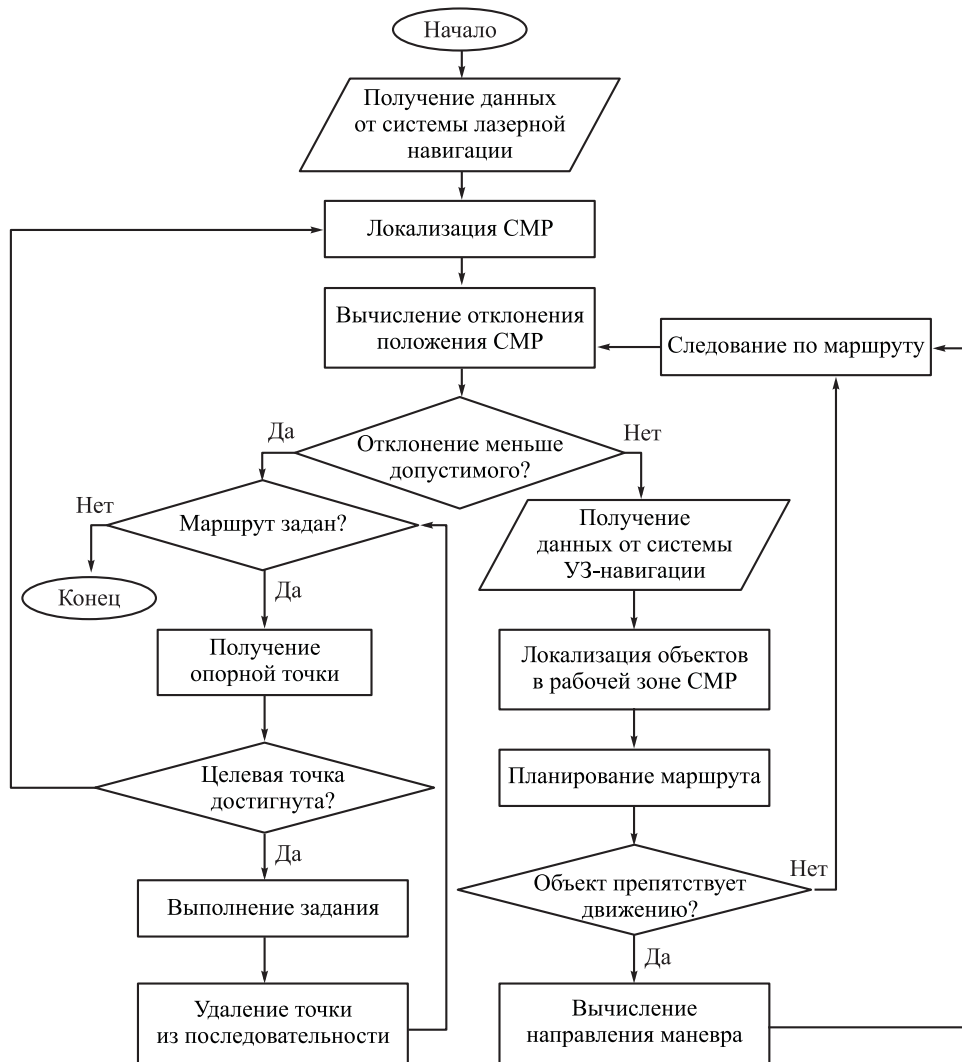 Начало
Получение данных
от системы лазерной
навигации
Локализация СМР
Вычисление отклонения
положения СМР
Следование по маршруту
Да
Отклонение меньше
допустимого?
Нет
Нет
Маршрут задан?
Получение
данных от системы
УЗ-навигации
Конец
Да
Получение
опорной точки
Локализация объектов
в рабочей зоне СМР
Целевая точка
достигнута?
Планирование маршрута
Да
Объект препятствует
движению?
Нет
Выполнение задания
Да
Удаление точки
из последовательности
Вычисление
направления маневра